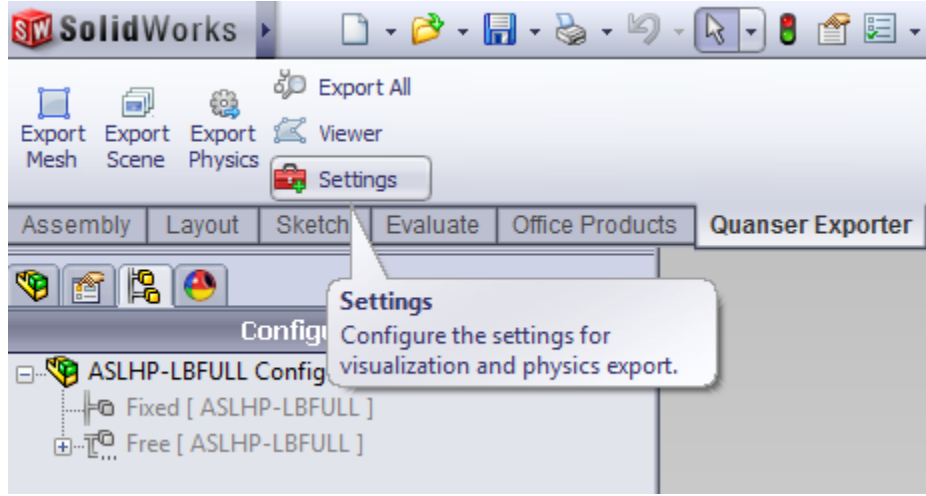 SolidWorks
Export All
Export Export Export Viewer
Mesh Scene Physics
Settings
Assembly Layout Sketch Evaluate Office Products Quanser Exporter
Settings
Configure the settings for
visualization and physics export.
ASLHP-LBFULL Config
Fixed [ ASLHP-LBFULL ]
Free [ ASLHP-LBFULL ]